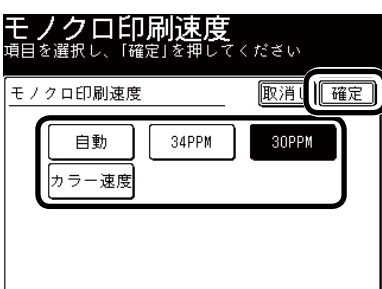 モノクロ印刷速度
項目を選択し、「確定」を押してください
モノクロ印刷速度 取消し 確定
自動 34PPM 30PPM
カラー速度